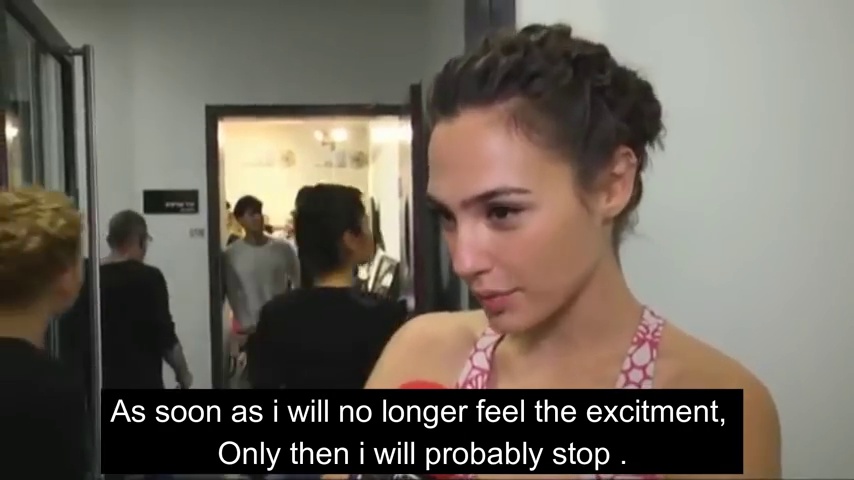 As soon as i will no longer feel the excitment,
Only then i will probably stop .